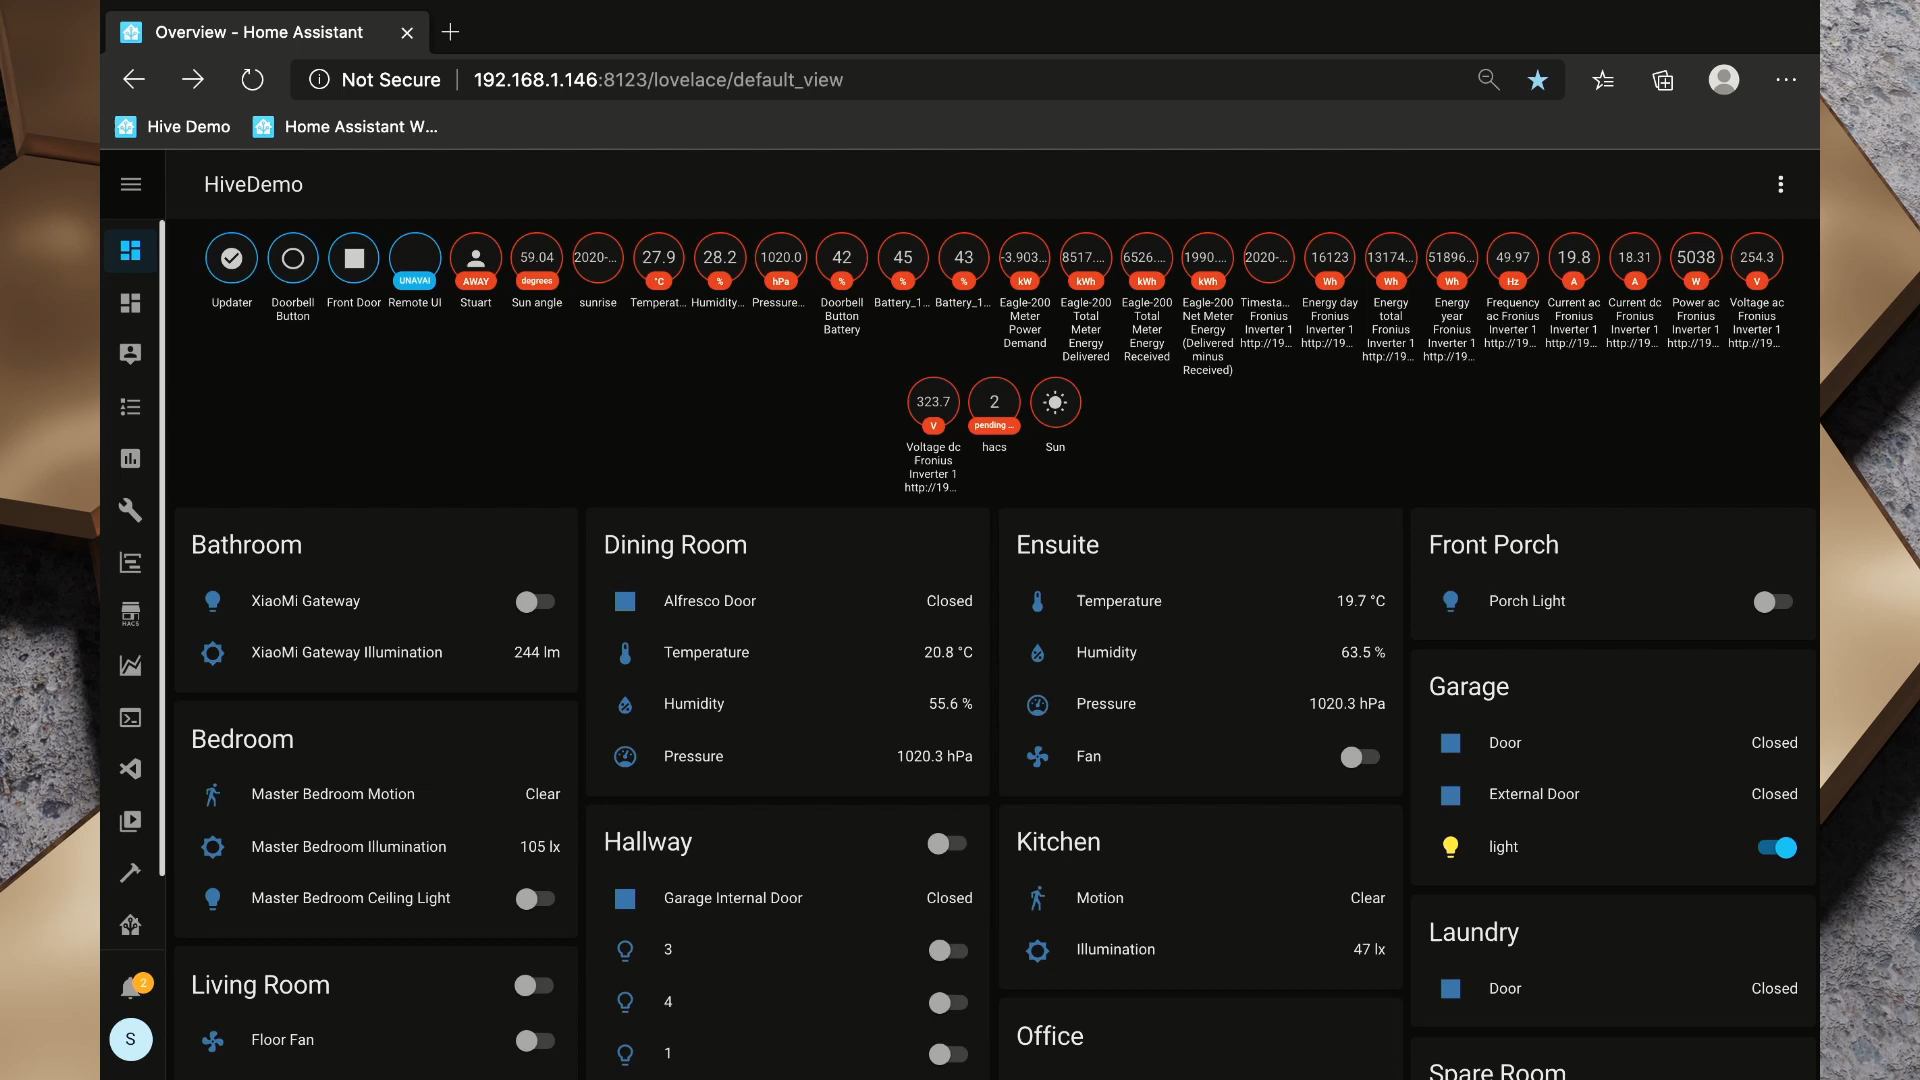 Overview - Home Assistant
Not Secure
192.168.1.146:8123/lovelace/default_view
Hive Demo
Home Assistant W...
HiveDemo
Updater
Doorbell
Button
Front Door
UNAVAI
Remote UI
AWAY
Stuart
59.04
degrees
Sun angle
2020-...
sunrise
27.9
°C
Temperat...
28.2
%
Humidity...
1020.0
hPa
Pressure...
42
%
Doorbell
Button
Battery
45
%
Battery_1...
43
%
Battery_1...
-3.903...
kW
Eagle-200
Meter
Power
Demand
8517....
kWh
Eagle-200
Total
Meter
Energy
Delivered
6526....
kWh
Eagle-200
Total
Meter
Energy
Received
1990....
kWh
Eagle-200
Net Meter
Energy
(Delivered
minus
Received)
2020-...
Timesta...
Fronius
Inverter 1
http://19...
16123
Wh
Energy day
Fronius
Inverter 1
http://19...
13174...
Wh
Energy
total
Fronius
Inverter 1
http://19...
51896...
Wh
Energy
year
Fronius
Inverter 1
http://19...
49.97
Hz
Frequency
ac Fronius
Inverter 1
http://19...
19.8
A
Current ac
Fronius
Inverter 1
http://19...
18.31
A
Current dc
Fronius
Inverter 1
http://19...
5038
W
Power ac
Fronius
Inverter 1
http://19...
254.3
V
Voltage ac
Fronius
Inverter 1
http://19...
323.7
V
Voltage dc
Fronius
Inverter 1
http://19...
2
pending ...
hacs
Sun
Bathroom
XiaoMi Gateway
XiaoMi Gateway Illumination 244 lm
Bedroom
Master Bedroom Motion Clear
Master Bedroom Illumination 105 lx
Master Bedroom Ceiling Light
Living Room
Floor Fan
Dining Room
Alfresco Door Closed
Temperature 20.8 °C
Humidity 55.6 %
Pressure 1020.3 hPa
Hallway
Garage Internal Door Closed
3
4
1
Ensuite
Temperature 19.7 °C
Humidity 63.5 %
Pressure 1020.3 hPa
Fan
Kitchen
Motion Clear
Illumination 47 lx
Office
Front Porch
Porch Light
Garage
Door Closed
External Door Closed
light
Laundry
Door Closed
Spare Room
HACS
2
S